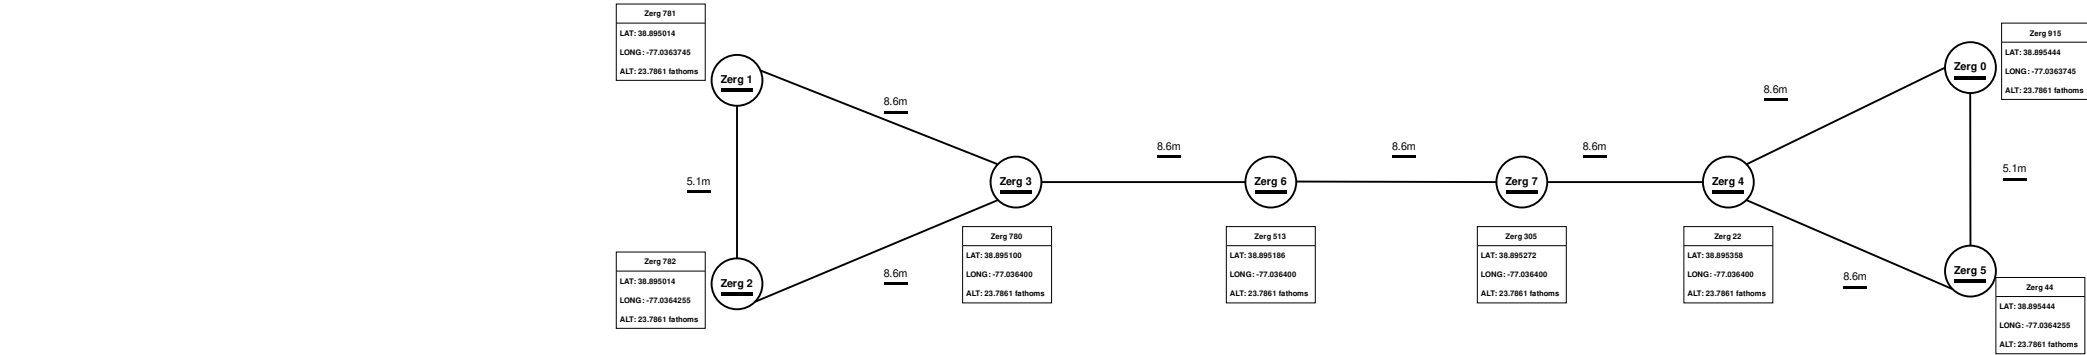 Zerg 781
LAT: 38.895014
LONG: -77.0363745
ALT: 23.7861 fathoms
Zerg 1
8.6m
5.1m
Zerg 782
LAT: 38.895014
LONG: -77.0364255
ALT: 23.7861 fathoms
Zerg 2
8.6m
Zerg 3
Zerg 780
LAT: 38.895100
LONG: -77.036400
ALT: 23.7861 fathoms
8.6m
Zerg 6
Zerg 513
LAT: 38.895186
LONG: -77.036400
ALT: 23.7861 fathoms
8.6m
Zerg 7
Zerg 305
LAT: 38.895272
LONG: -77.036400
ALT: 23.7861 fathoms
8.6m
Zerg 4
Zerg 22
LAT: 38.895358
LONG: -77.036400
ALT: 23.7861 fathoms
8.6m
Zerg 0
Zerg 915
LAT: 38.895444
LONG: -77.0363745
ALT: 23.7861 fathoms
5.1m
8.6m
Zerg 5
Zerg 44
LAT: 38.895444
LONG: -77.0364255
ALT: 23.7861 fathoms